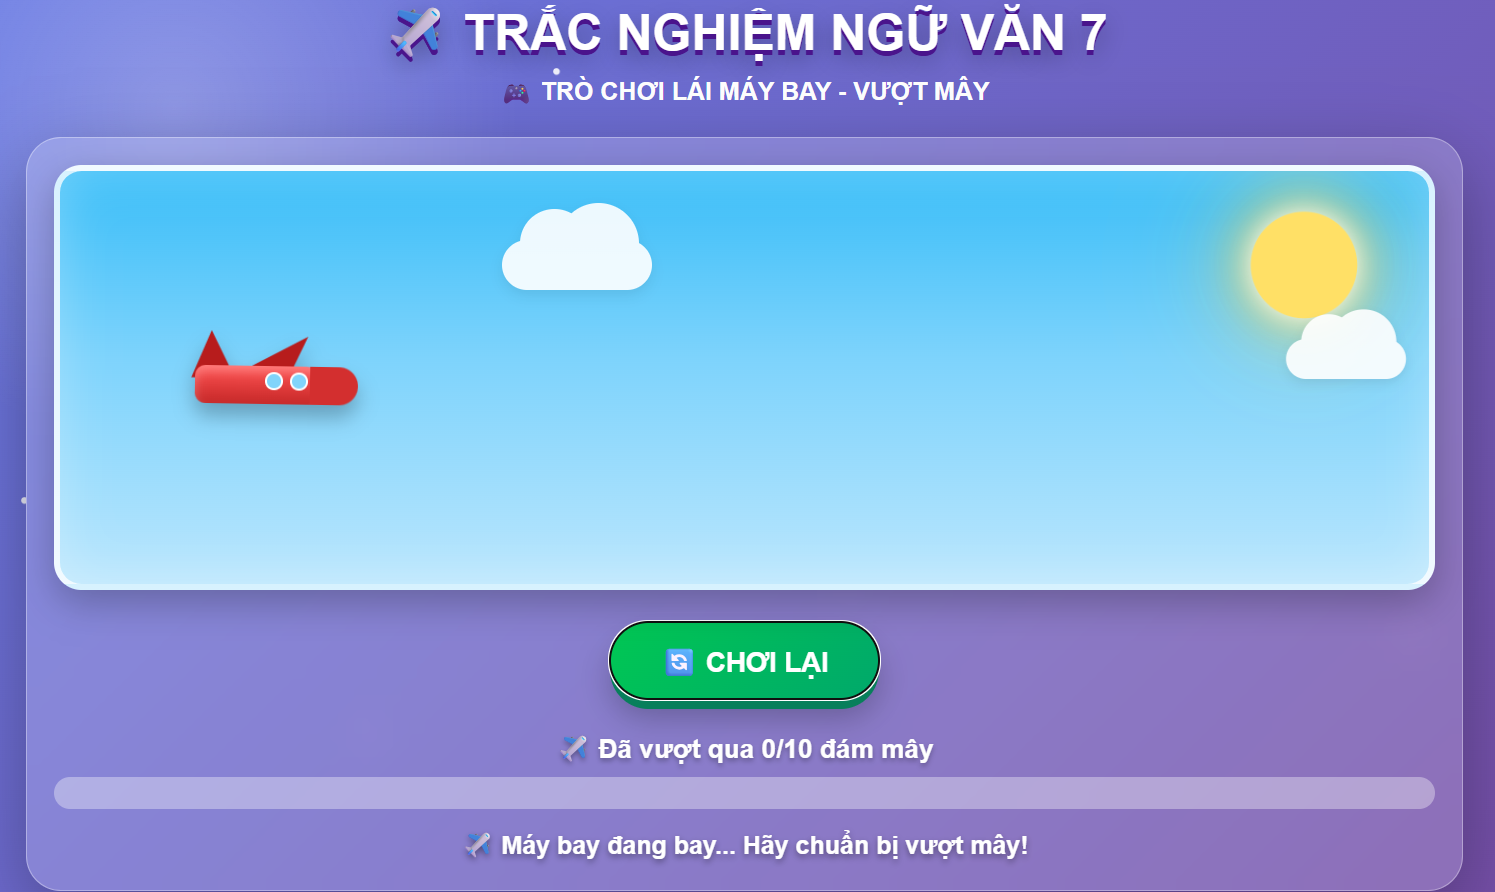 ✈️ TRẮC NGHIỆM NGỮ VĂN 7
🎮 TRÒ CHƠI LÁI MÁY BAY - VƯỢT MÂY
🔄 CHƠI LẠI
✈️ Đã vượt qua 0/10 đám mây
✈️ Máy bay đang bay... Hãy chuẩn bị vượt mây!